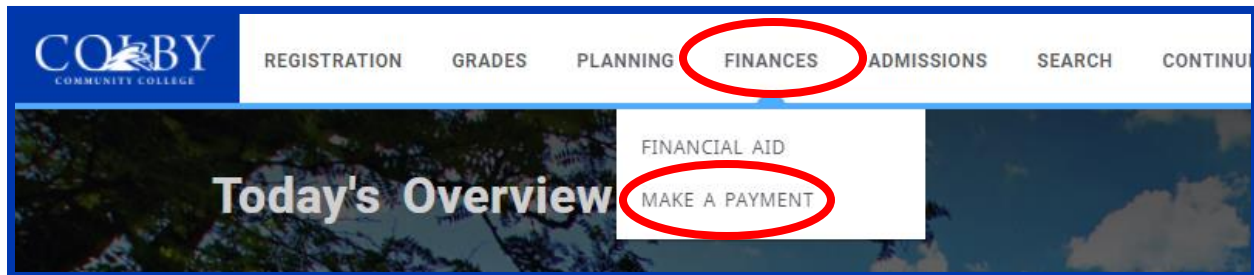 COLBY
COMMUNITY COLLEGE
REGISTRATION GRADES PLANNING FINANCES ADMISSIONS SEARCH CONTINU
FINANCIAL AID
Today's Overview
MAKE A PAYMENT